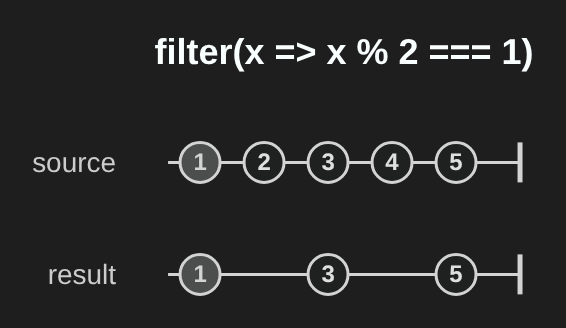 filter(x => x % 2 === 1)
source 1 2 3 4 5
result 1 3 5